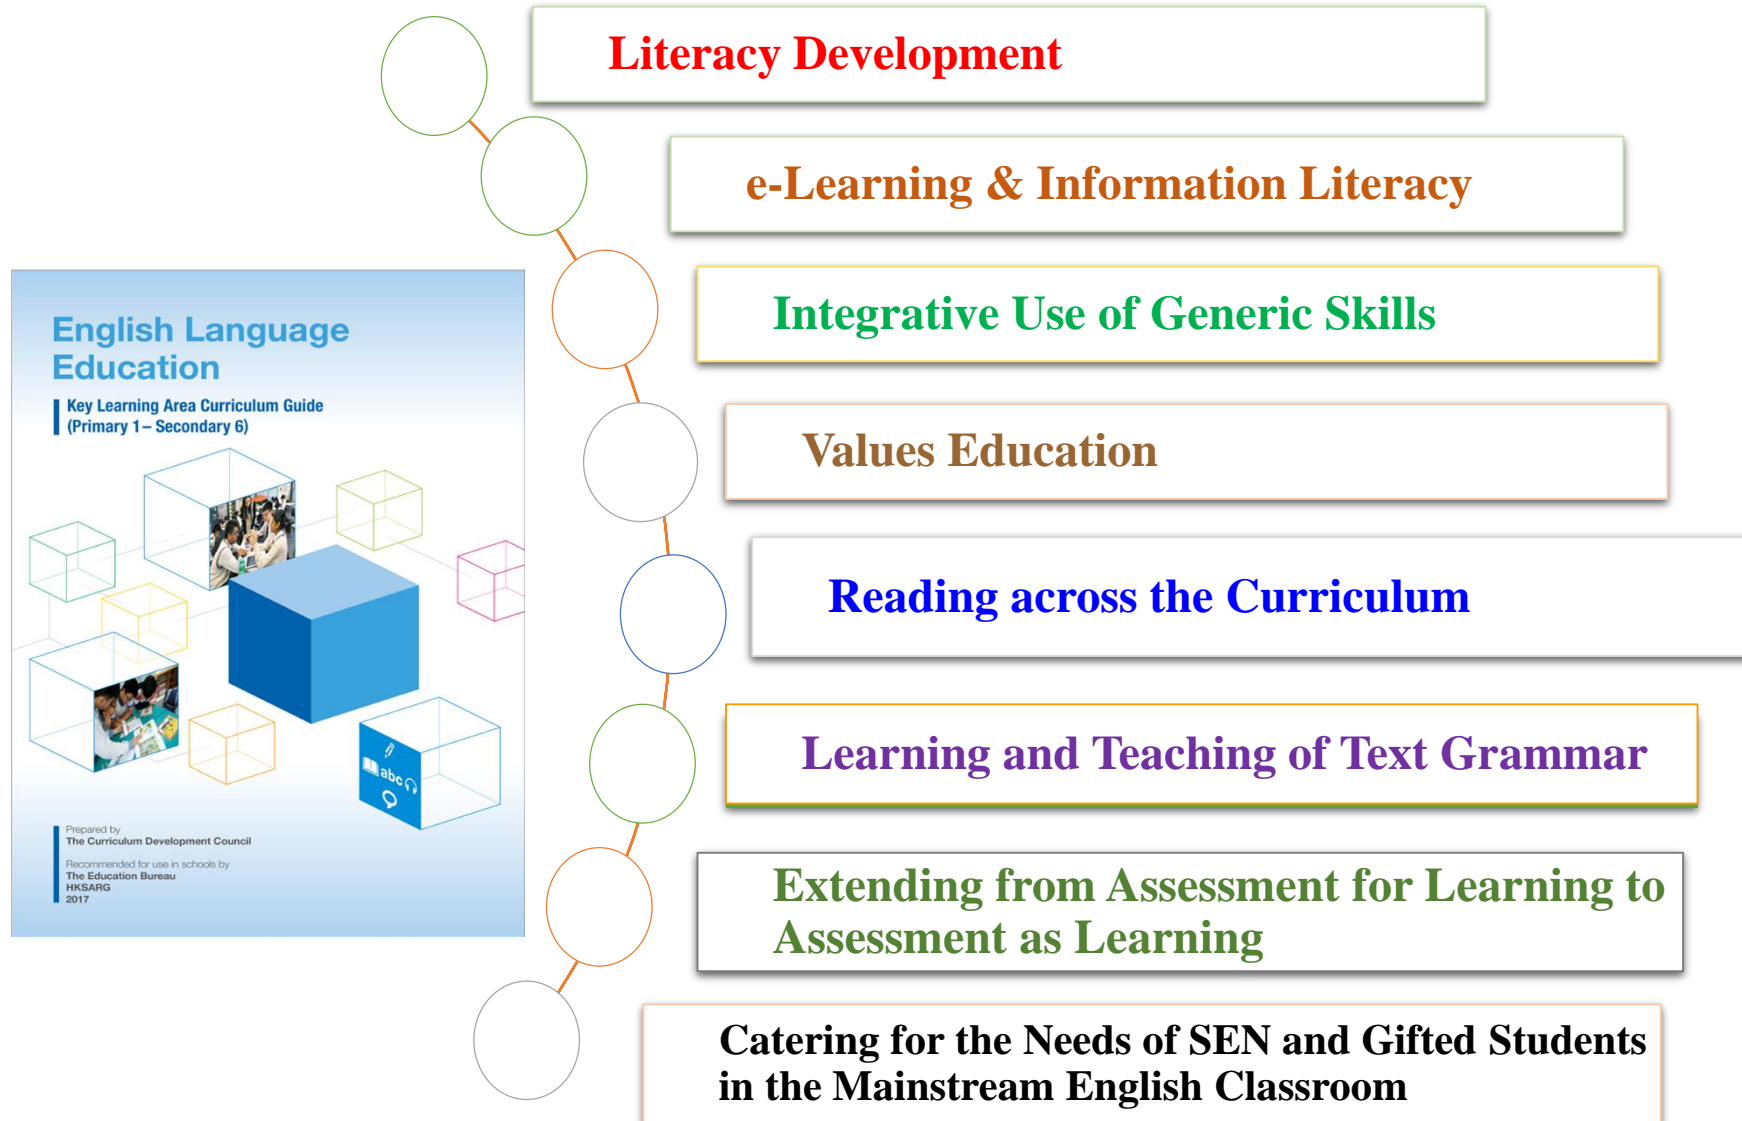 Literacy Development
e-Learning & Information Literacy
Integrative Use of Generic Skills
Values Education
Reading across the Curriculum
Learning and Teaching of Text Grammar
Extending from Assessment for Learning to
Assessment as Learning
Catering for the Needs of SEN and Gifted Students
in the Mainstream English Classroom
English Language
Education
Key Learning Area Curriculum Guide
(Primary 1 – Secondary 6)
abc
Prepared by
The Curriculum Development Council
Recommended for use in schools by
The Education Bureau
HKSARG
2017